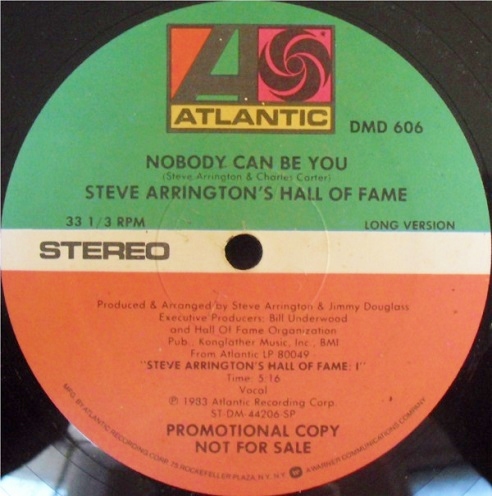 A
ATLANTIC
DMD 606
NOBODY CAN BE YOU
(Steve Arrington & Charles Carter)
STEVE ARRINGTON'S HALL OF FAME
33 1/3 RPM
LONG VERSION
STEREO
Produced & Arranged by Steve Arrington & Jimmy Douglass
Executive Producers: Bill Underwood
and Hall Of Fame Organization
Pub., Konglather Music, Inc., BMI
From Atlantic LP 80049
"STEVE ARRINGTON'S HALL OF FAME: I"
Time: 5:16
Vocal
℗ 1983 Atlantic Recording Corp
ST-DM-44206-SP
PROMOTIONAL COPY
NOT FOR SALE
MFG. BY ATLANTIC RECORDING CORP. 75 ROCKEFELLER PLAZA, N.Y., N.Y. A WARNER COMMUNICATIONS COMPANY